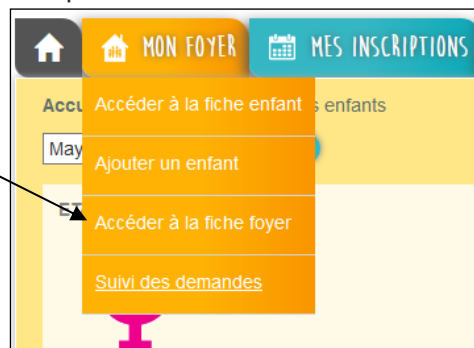 MON FOYER MES INSCRIPTIONS
Accu Accéder à la fiche enfant s enfants
May Ajouter un enfant
ET
Accéder à la fiche foyer
Suivi des demandes